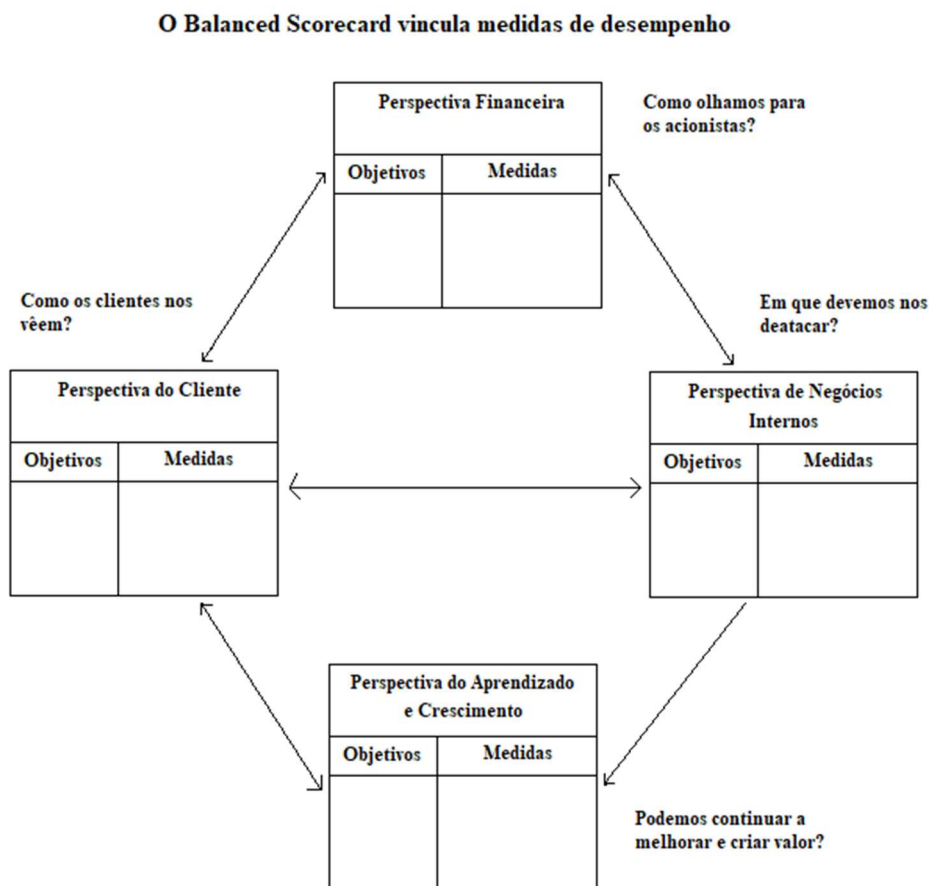 O Balanced Scorecard vincula medidas de desempenho
Perspectiva Financeira
Objetivos Medidas
Como olhamos para
os acionistas?
Como os clientes nos
vêem?
Em que devemos nos
deatacar?
Perspectiva do Cliente
Objetivos Medidas
Perspectiva de Negócios
Internos
Objetivos Medidas
Perspectiva do Aprendizado
e Crescimento
Objetivos Medidas
Podemos continuar a
melhorar e criar valor?